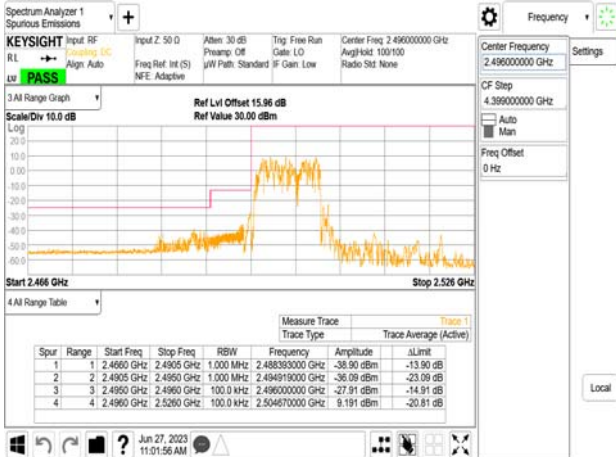 Spectrum Analyzer 1
Spurious Emissions
+
Frequency
KEYSIGHT
Input: RF
Coupling: DC
Align: Auto
Input Z: 50 Ω
Freq Ref: Int (S)
NFE: Adaptive
Atten: 30 dB
Preamp: Off
µW Path: Standard
Trig: Free Run
Gate: LO
IF Gain: Low
Center Freq: 2.496000000 GHz
Avg|Hold: 100/100
Radio Std: None
RL
LV PASS
Center Frequency
2.496000000 GHz
Settings
CF Step
4.399000000 GHz
Auto
Man
Freq Offset
0 Hz
Local
3 All Range Graph
Scale/Div 10.0 dB
Ref Lvl Offset 15.96 dB
Ref Value 30.00 dBm
Log
20.0
10.0
0.00
-10.0
-20.0
-30.0
-40.0
-50.0
-60.0
Start 2.466 GHz
Stop 2.526 GHz
4 All Range Table
Measure Trace Trace 1
Trace Type Trace Average (Active)
Spur Range Start Freq Stop Freq RBW Frequency Amplitude ΔLimit
1 1 2.4660 GHz 2.4905 GHz 1.000 MHz 2.488393000 GHz -38.90 dBm -13.90 dB
2 2 2.4905 GHz 2.4950 GHz 1.000 MHz 2.494919000 GHz -36.09 dBm -23.09 dB
3 3 2.4950 GHz 2.4960 GHz 100.0 kHz 2.496000000 GHz -27.91 dBm -14.91 dB
4 4 2.4960 GHz 2.5260 GHz 100.0 kHz 2.504670000 GHz 9.191 dBm -20.81 dB
?
Jun 27, 2023
11:01:56 AM